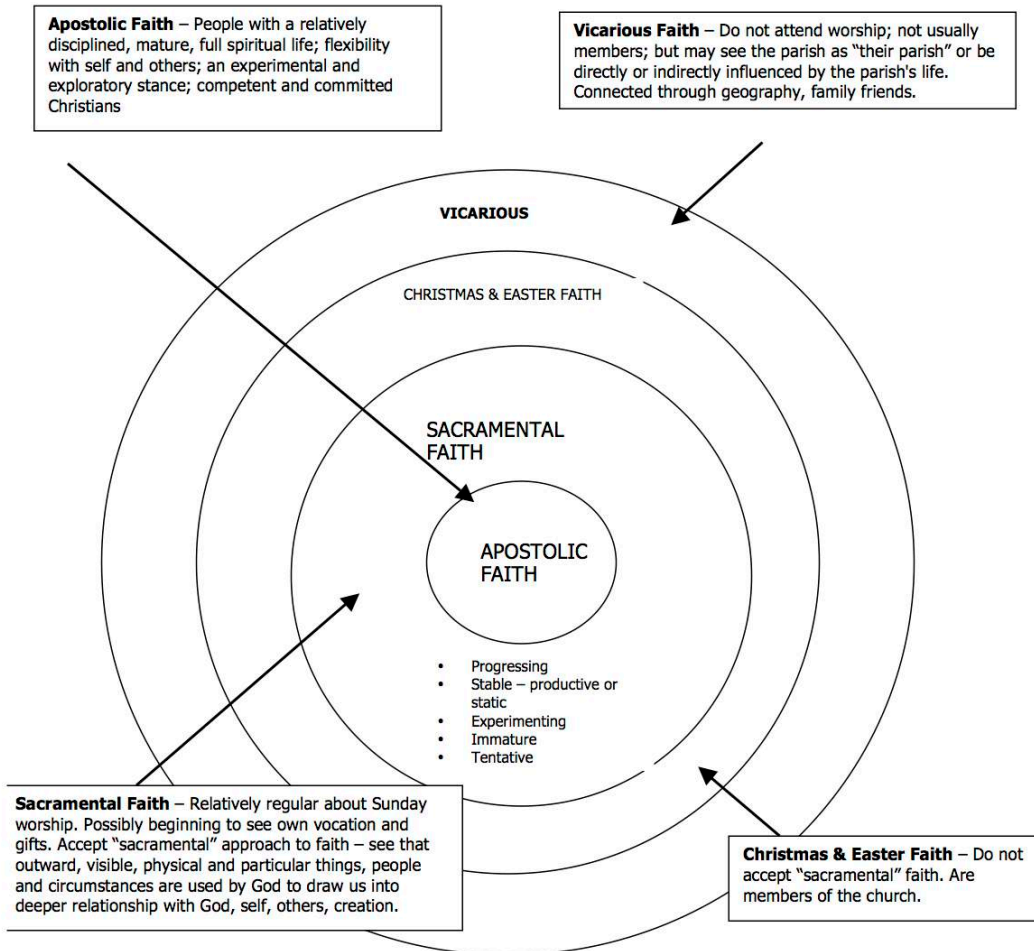 Apostolic Faith – People with a relatively
disciplined, mature, full spiritual life; flexibility
with self and others; an experimental and
exploratory stance; competent and committed
Christians
Vicarious Faith – Do not attend worship; not usually
members; but may see the parish as “their parish” or be
directly or indirectly influenced by the parish's life.
Connected through geography, family friends.
VICARIOUS
CHRISTMAS & EASTER FAITH
SACRAMENTAL
FAITH
APOSTOLIC
FAITH
• Progressing
• Stable – productive or
static
• Experimenting
• Immature
• Tentative
Sacramental Faith – Relatively regular about Sunday
worship. Possibly beginning to see own vocation and
gifts. Accept “sacramental” approach to faith – see that
outward, visible, physical and particular things, people
and circumstances are used by God to draw us into
deeper relationship with God, self, others, creation.
Christmas & Easter Faith – Do not
accept “sacramental” faith. Are
members of the church.